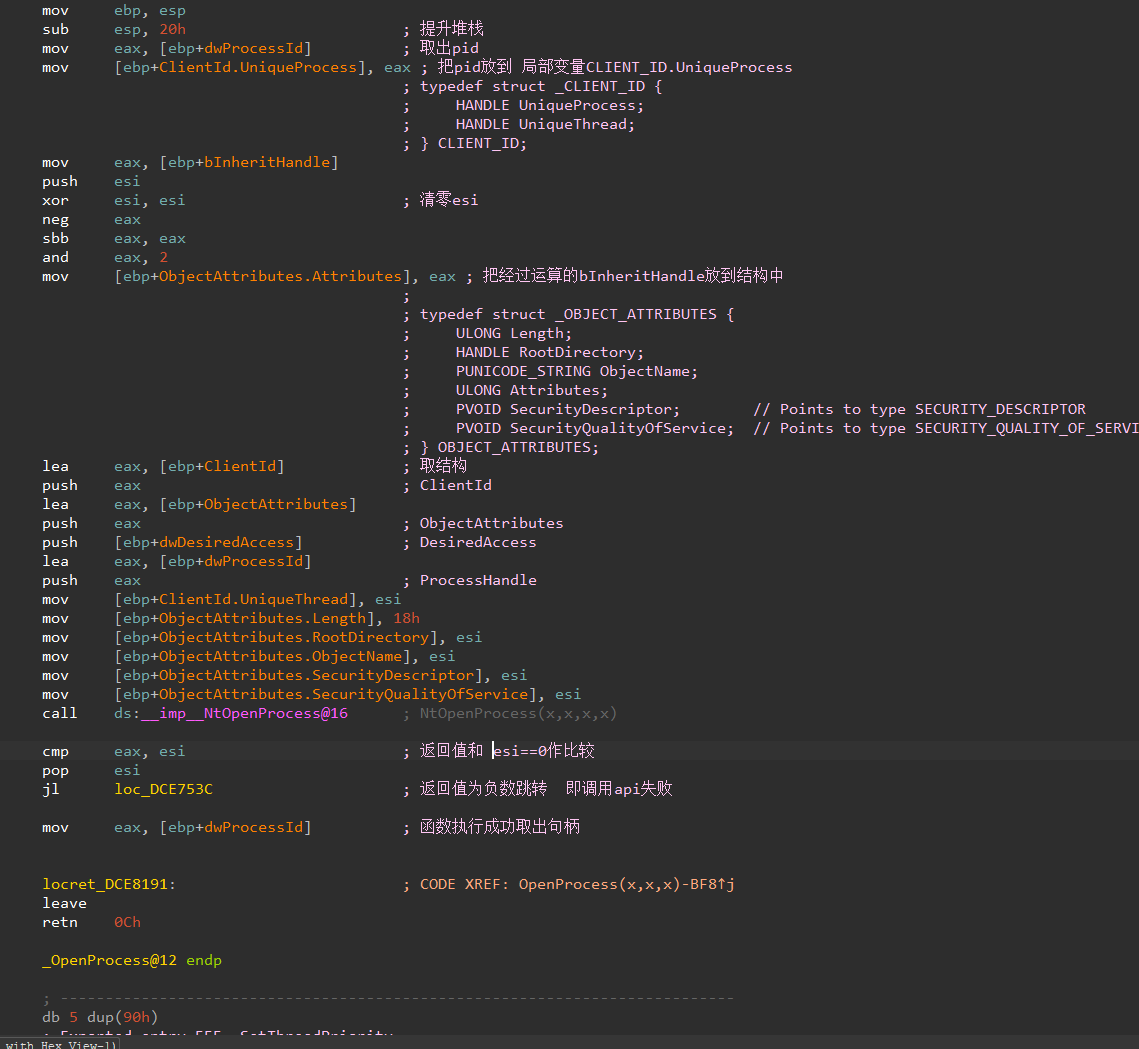 mov ebp, esp
sub esp, 20h ; 提升堆栈
mov eax, [ebp+dwProcessId] ; 取出pid
mov [ebp+ClientId.UniqueProcess], eax ; 把pid放到 局部变量CLIENT_ID.UniqueProcess
; typedef struct _CLIENT_ID {
; HANDLE UniqueProcess;
; HANDLE UniqueThread;
; } CLIENT_ID;
mov eax, [ebp+bInheritHandle]
push esi
xor esi, esi ; 清零esi
neg eax
sbb eax, eax
and eax, 2
mov [ebp+ObjectAttributes.Attributes], eax ; 把经过运算的bInheritHandle放到结构中
;
; typedef struct _OBJECT_ATTRIBUTES {
; ULONG Length;
; HANDLE RootDirectory;
; PUNICODE_STRING ObjectName;
; ULONG Attributes;
; PVOID SecurityDescriptor; // Points to type SECURITY_DESCRIPTOR
; PVOID SecurityQualityOfService; // Points to type SECURITY_QUALITY_OF_SERVI
; } OBJECT_ATTRIBUTES;
lea eax, [ebp+ClientId] ; 取结构
push eax ; ClientId
lea eax, [ebp+ObjectAttributes]
push eax ; ObjectAttributes
push [ebp+dwDesiredAccess] ; DesiredAccess
lea eax, [ebp+dwProcessId]
push eax ; ProcessHandle
mov [ebp+ClientId.UniqueThread], esi
mov [ebp+ObjectAttributes.Length], 18h
mov [ebp+ObjectAttributes.RootDirectory], esi
mov [ebp+ObjectAttributes.ObjectName], esi
mov [ebp+ObjectAttributes.SecurityDescriptor], esi
mov [ebp+ObjectAttributes.SecurityQualityOfService], esi
call ds:__imp__NtOpenProcess@16 ; NtOpenProcess(x,x,x,x)
cmp eax, esi ; 返回值和 esi==0作比较
pop esi
jl loc_DCE753C ; 返回值为负数跳转 即调用api失败
mov eax, [ebp+dwProcessId] ; 函数执行成功取出句柄
locret_DCE8191: ; CODE XREF: OpenProcess(x,x,x)-BF8↑j
leave
retn 0Ch
_OpenProcess@12 endp
; ---------------------------------------------------------------------------
db 5 dup(90h)
; Exported entry SetThreadPriority
with Hex View-1)